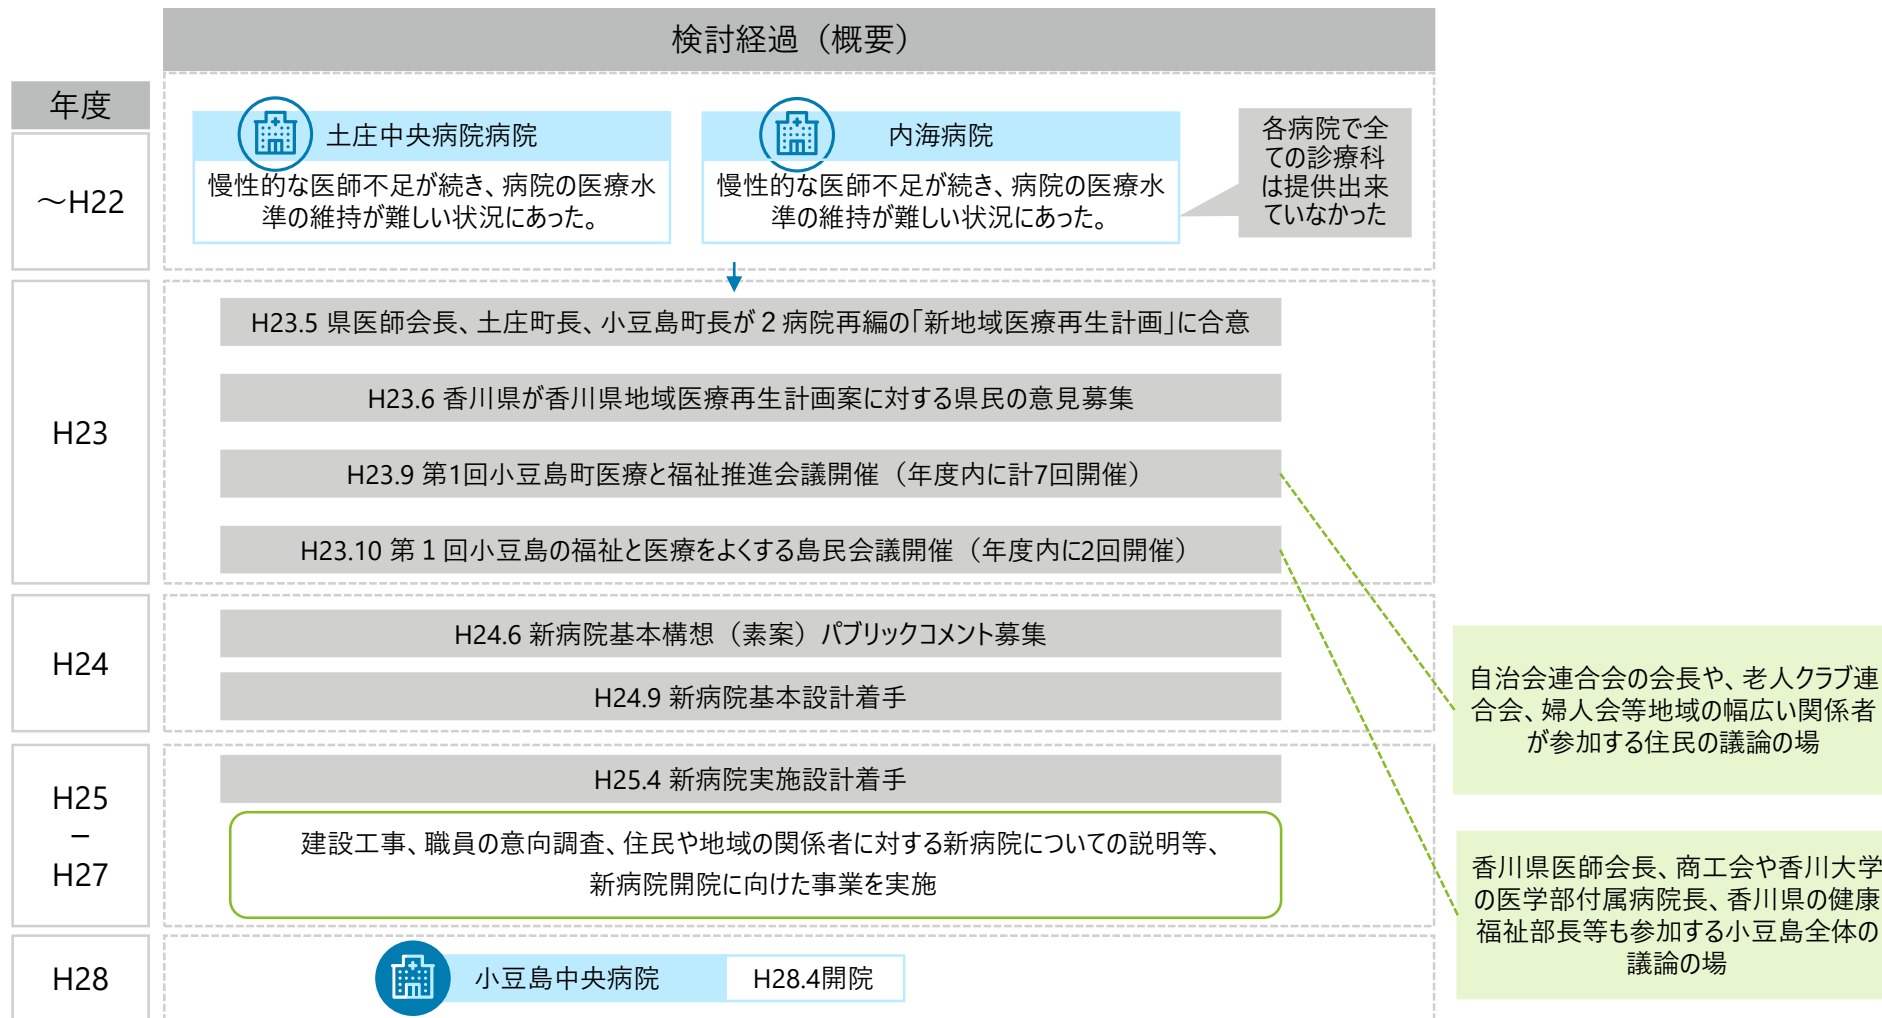 検討経過（概要）
年度
～H22
土庄中央病院病院
慢性的な医師不足が続き、病院の医療水
準の維持が難しい状況にあった。
内海病院
慢性的な医師不足が続き、病院の医療水
準の維持が難しい状況にあった。
各病院で全
ての診療科
は提供出来
ていなかった
H23
H23.5 県医師会長、土庄町長、小豆島町長が２病院再編の「新地域医療再生計画」に合意
H23.6 香川県が香川県地域医療再生計画案に対する県民の意見募集
H23.9 第1回小豆島町医療と福祉推進会議開催（年度内に計7回開催）
H23.10 第１回小豆島の福祉と医療をよくする島民会議開催（年度内に2回開催）
H24
H24.6 新病院基本構想（素案）パブリックコメント募集
H24.9 新病院基本設計着手
自治会連合会の会長や、老人クラブ連
合会、婦人会等地域の幅広い関係者
が参加する住民の議論の場
H25
－
H27
H25.4 新病院実施設計着手
建設工事、職員の意向調査、住民や地域の関係者に対する新病院についての説明等、
新病院開院に向けた事業を実施
香川県医師会長、商工会や香川大学
の医学部付属病院長、香川県の健康
福祉部長等も参加する小豆島全体の
議論の場
H28
小豆島中央病院
H28.4開院